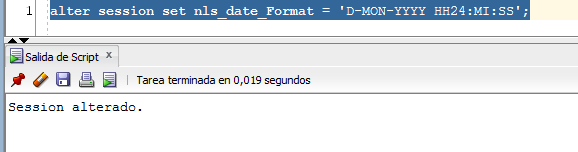 1 alter session set nls_date_Format = 'D-MON-YYYY HH24:MI:SS';
Salida de Script x
Tarea terminada en 0,019 segundos
Session alterado.